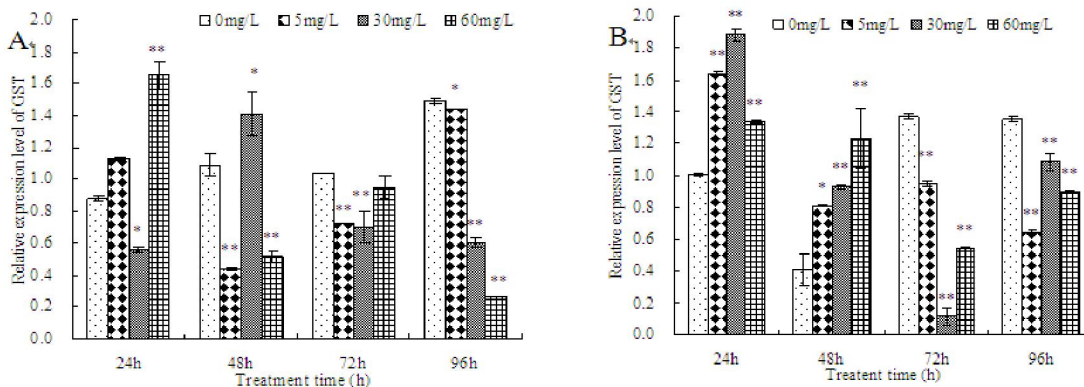 A
0mg/L 5mg/L 30mg/L 60mg/L
Relative expression level of GST
2.0
1.8
1.6
1.4
1.2
1.0
0.8
0.6
0.4
0.2
0.0
* ** ** * ** ** ** * ** **
24h 48h 72h 96h
Treatment time (h)
B
0mg/L 5mg/L 30mg/L 60mg/L
Relative expression level of GST
2.0
1.8
1.6
1.4
1.2
1.0
0.8
0.6
0.4
0.2
0.0
** ** ** * ** ** ** ** ** ** ** **
24h 48h 72h 96h
Treatent time (h)